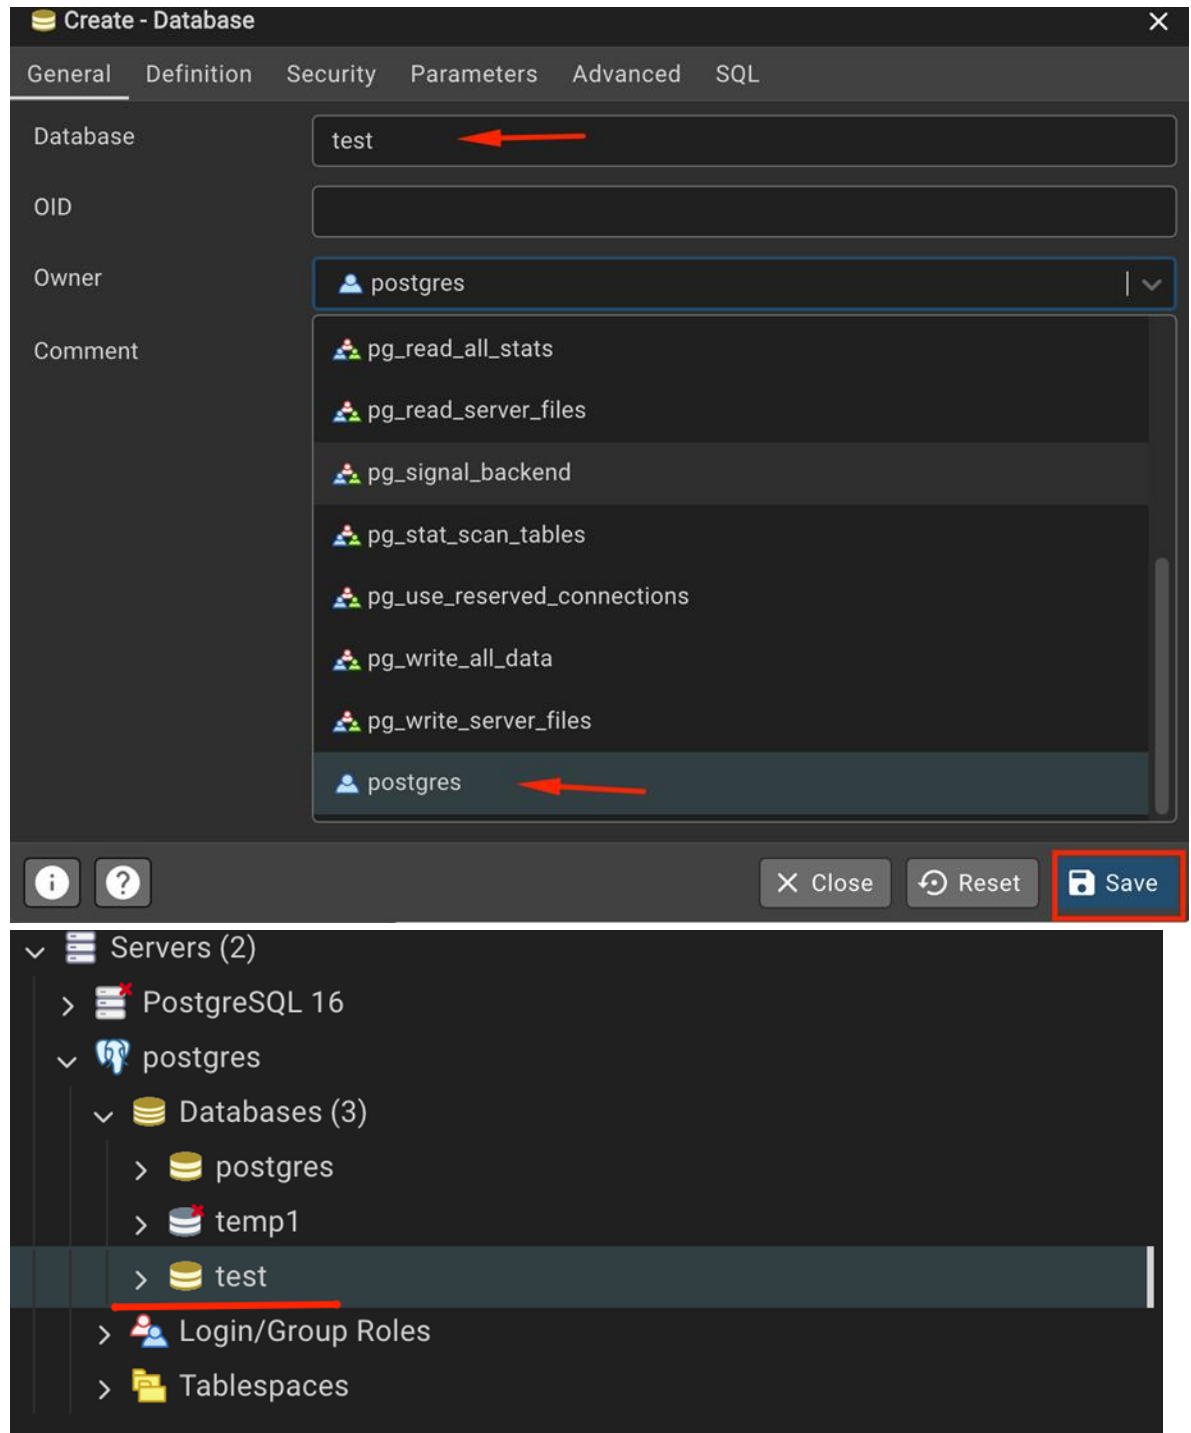 Create - Database
General Definition Security Parameters Advanced SQL
Database test
OID
Owner postgres
Comment pg_read_all_stats
pg_read_server_files
pg_signal_backend
pg_stat_scan_tables
pg_use_reserved_connections
pg_write_all_data
pg_write_server_files
postgres
Close Reset Save
Servers (2)
PostgreSQL 16
postgres
Databases (3)
postgres
temp1
test
Login/Group Roles
Tablespaces